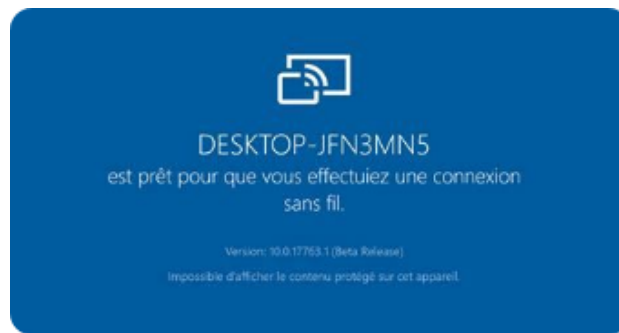 DESKTOP-JFN3MN5
est prêt pour que vous effectuiez une connexion
sans fil.
Version: 10.0.17763.1 (Beta Release)
Impossible d'afficher le contenu protégé sur cet appareil.